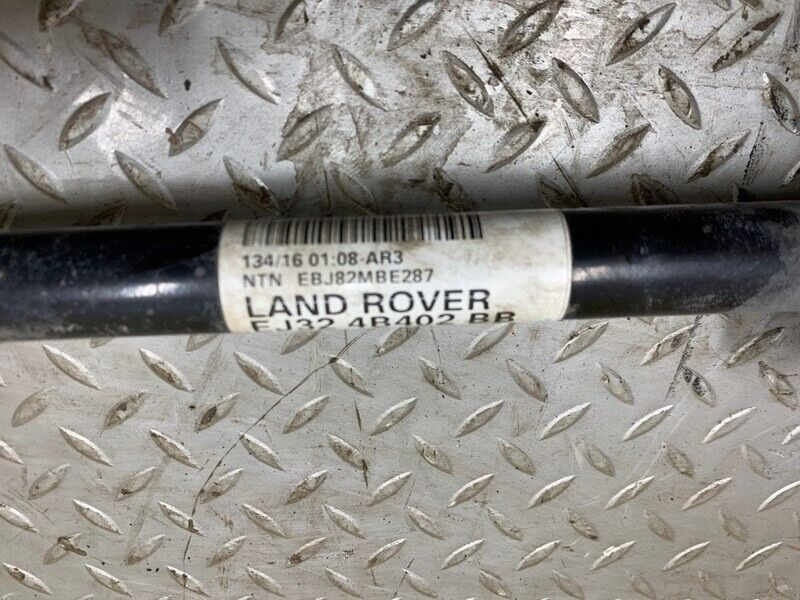 134/16 01:08-AR3
NTN EBJ82MBE287
LAND ROVER
EJ32 4B402 BB